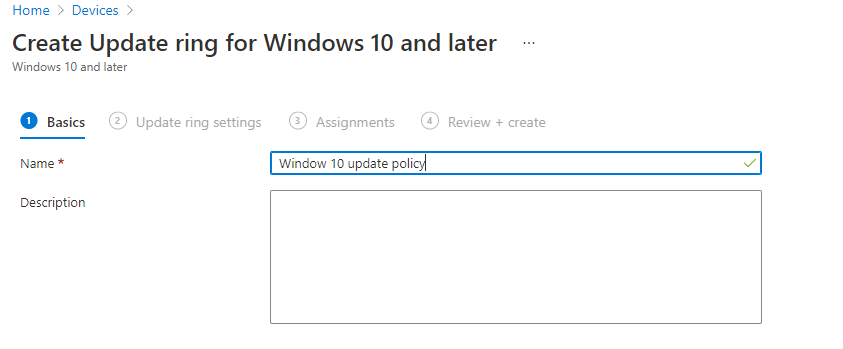 Home > Devices >
Create Update ring for Windows 10 and later ...
Windows 10 and later
1 Basics 2 Update ring settings 3 Assignments 4 Review + create
Name * Window 10 update policy
Description